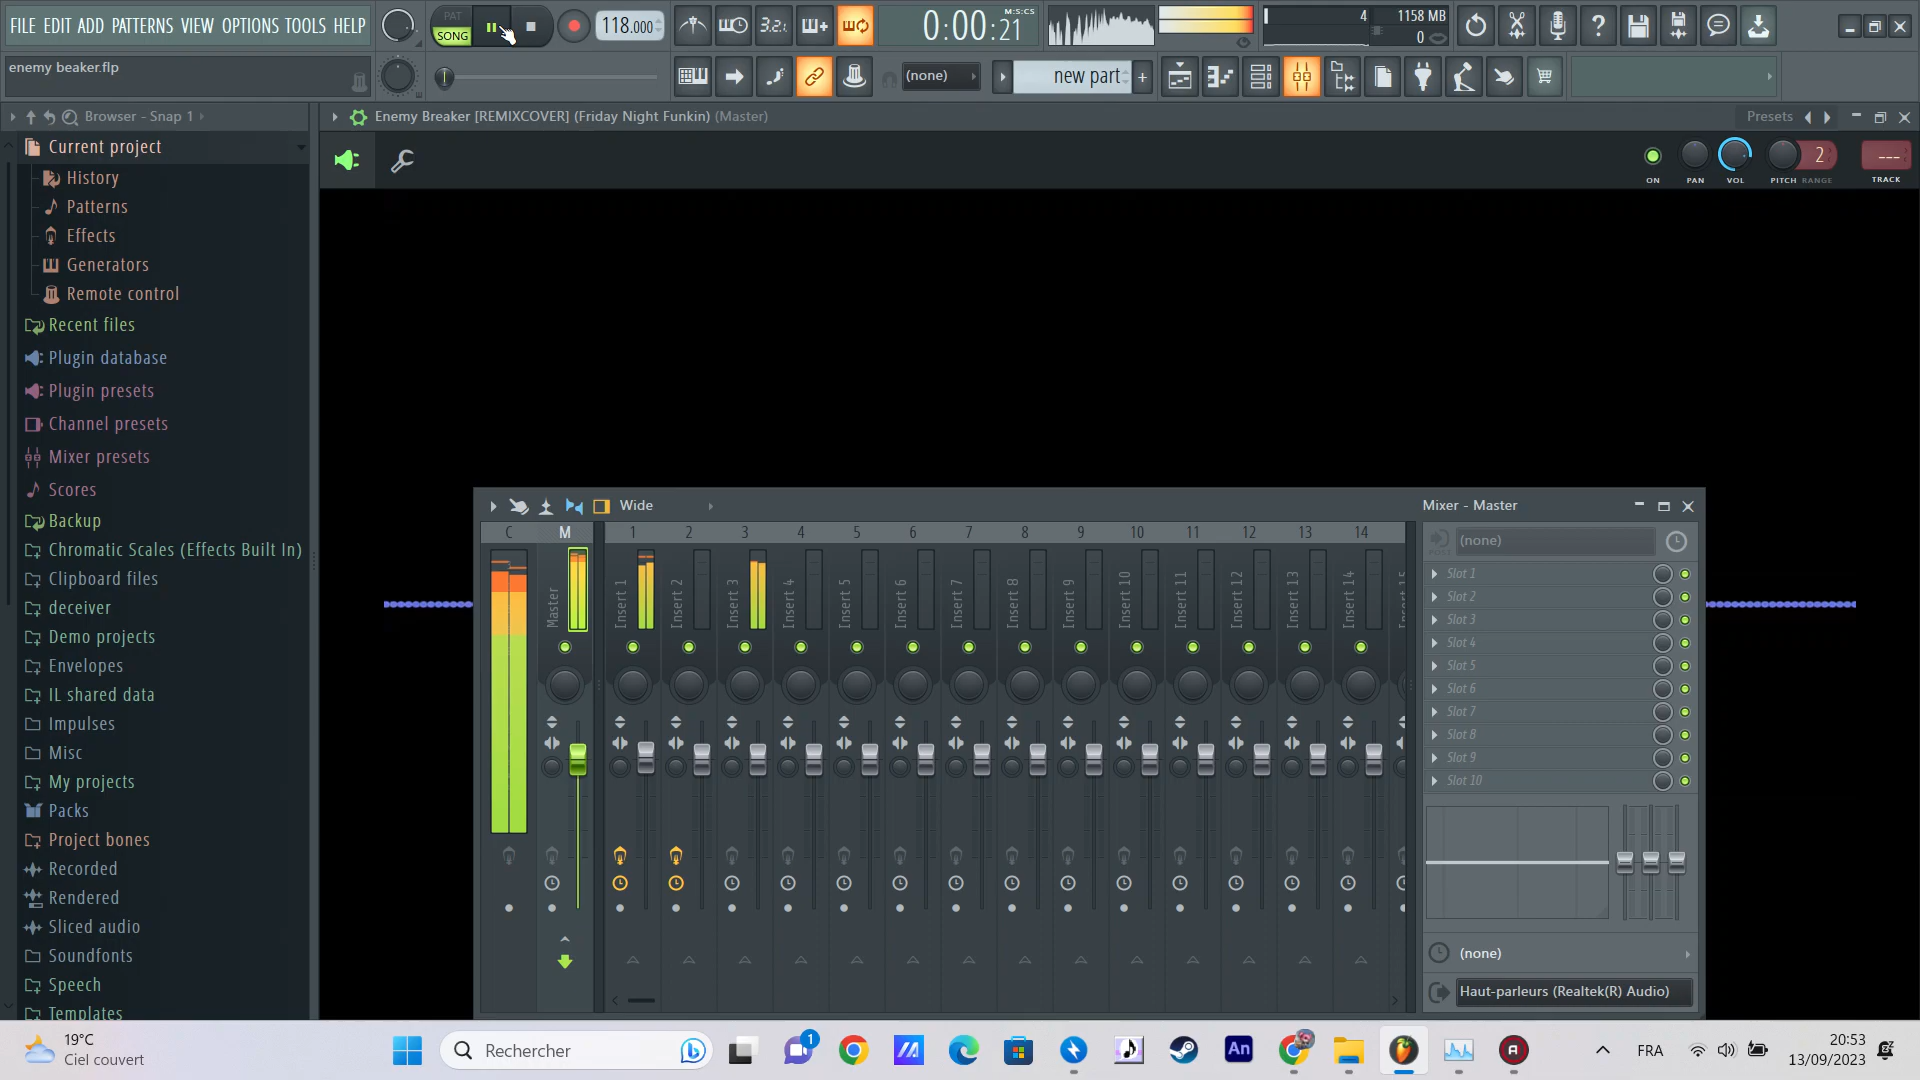 FILE EDIT ADD PATTERNS VIEW OPTIONS TOOLS HELP
PAT
SONG
118.000
3.2.1
0:00:21
M:S:CS
4
1158 MB
0
enemy beaker.flp
(none)
new part
Browser - Snap 1
Enemy Breaker [REMIXCOVER] (Friday Night Funkin) (Master)
Presets
2
---
ON
PAN
VOL
PITCH
RANGE
TRACK
Current project
History
Patterns
Effects
Generators
Remote control
Recent files
Plugin database
Plugin presets
Channel presets
Mixer presets
Scores
Backup
Chromatic Scales (Effects Built In)
Clipboard files
deceiver
Demo projects
Envelopes
IL shared data
Impulses
Misc
My projects
Packs
Project bones
Recorded
Rendered
Sliced audio
Soundfonts
Speech
Templates
Wide
Mixer - Master
C M 1 2 3 4 5 6 7 8 9 10 11 12 13 14
Master
Insert 1
Insert 2
Insert 3
Insert 4
Insert 5
Insert 6
Insert 7
Insert 8
Insert 9
Insert 10
Insert 11
Insert 12
Insert 13
Insert 14
(none)
Slot 1
Slot 2
Slot 3
Slot 4
Slot 5
Slot 6
Slot 7
Slot 8
Slot 9
Slot 10
(none)
Haut-parleurs (Realtek(R) Audio)
19°C
Ciel couvert
Rechercher
1
An
FRA
20:53
13/09/2023